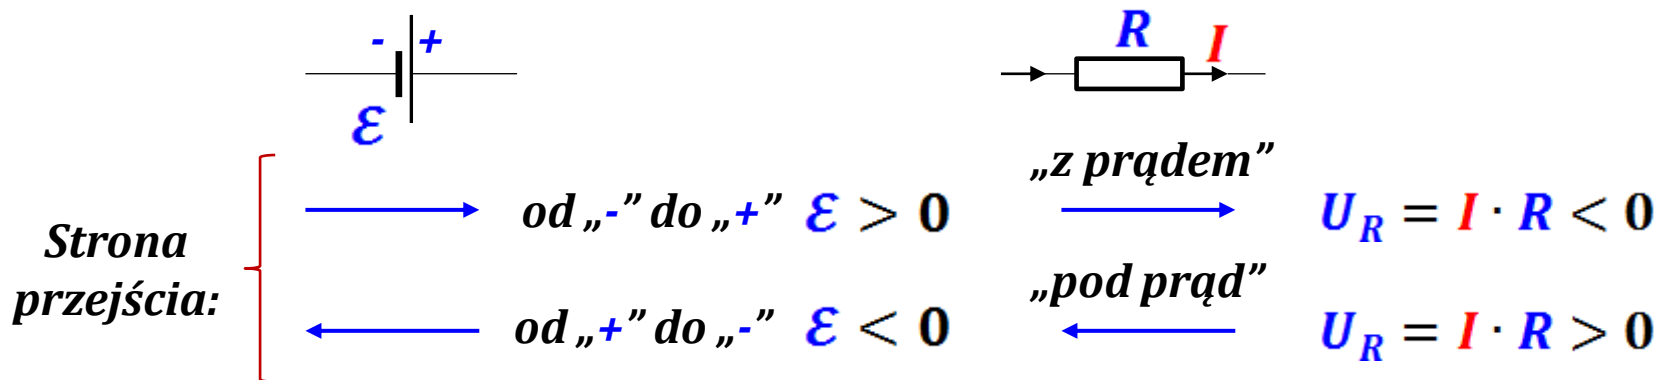 - +
ℰ
R
I
„z prądem”
Strona
przejścia:
od „-” do „+” ℰ > 0
U_R = I · R < 0
„pod prąd”
od „+” do „-” ℰ < 0
U_R = I · R > 0